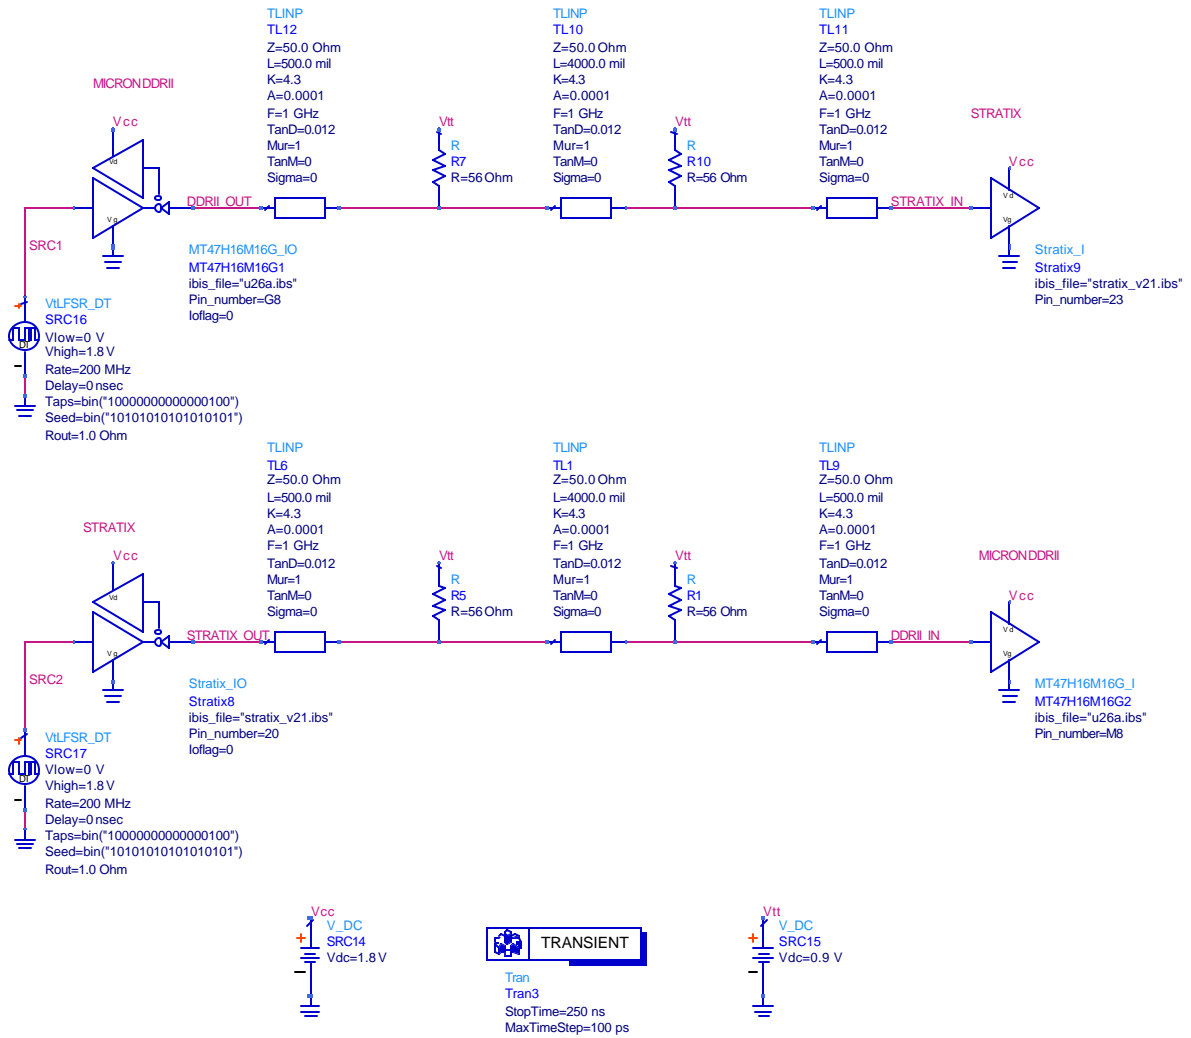 MICRON DDRII
Vcc
Vd
Vg
SRC1
DDRII_OUT
MT47H16M16G_IO
MT47H16M16G1
ibis_file="u26a.ibs"
Pin_number=G8
Ioflag=0
VtLFSR_DT
SRC16
Vlow=0 V
Vhigh=1.8 V
Rate=200 MHz
Delay=0 nsec
Taps=bin("10000000000000100")
Seed=bin("10101010101010101")
Rout=1.0 Ohm
DT
TLINP
TL12
Z=50.0 Ohm
L=500.0 mil
K=4.3
A=0.0001
F=1 GHz
TanD=0.012
Mur=1
TanM=0
Sigma=0
Vtt
R
R7
R=56 Ohm
TLINP
TL10
Z=50.0 Ohm
L=4000.0 mil
K=4.3
A=0.0001
F=1 GHz
TanD=0.012
Mur=1
TanM=0
Sigma=0
Vtt
R
R10
R=56 Ohm
TLINP
TL11
Z=50.0 Ohm
L=500.0 mil
K=4.3
A=0.0001
F=1 GHz
TanD=0.012
Mur=1
TanM=0
Sigma=0
STRATIX
Vcc
Vd
Vg
STRATIX_IN
Stratix_I
Stratix9
ibis_file="stratix_v21.ibs"
Pin_number=23
STRATIX
Vcc
Vd
Vg
SRC2
STRATIX_OUT
Stratix_IO
Stratix8
ibis_file="stratix_v21.ibs"
Pin_number=20
Ioflag=0
VtLFSR_DT
SRC17
Vlow=0 V
Vhigh=1.8 V
Rate=200 MHz
Delay=0 nsec
Taps=bin("10000000000000100")
Seed=bin("10101010101010101")
Rout=1.0 Ohm
DT
TLINP
TL6
Z=50.0 Ohm
L=500.0 mil
K=4.3
A=0.0001
F=1 GHz
TanD=0.012
Mur=1
TanM=0
Sigma=0
Vtt
R
R5
R=56 Ohm
TLINP
TL1
Z=50.0 Ohm
L=4000.0 mil
K=4.3
A=0.0001
F=1 GHz
TanD=0.012
Mur=1
TanM=0
Sigma=0
Vtt
R
R1
R=56 Ohm
TLINP
TL9
Z=50.0 Ohm
L=500.0 mil
K=4.3
A=0.0001
F=1 GHz
TanD=0.012
Mur=1
TanM=0
Sigma=0
MICRON DDRII
Vcc
Vd
Vg
DDRII_IN
MT47H16M16G_I
MT47H16M16G2
ibis_file="u26a.ibs"
Pin_number=M8
Vcc
V_DC
SRC14
Vdc=1.8 V
TRANSIENT
Tran
Tran3
StopTime=250 ns
MaxTimeStep=100 ps
Vtt
V_DC
SRC15
Vdc=0.9 V